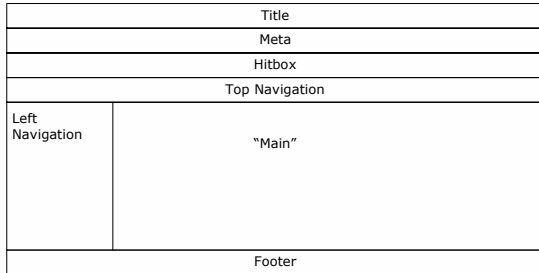 Title
Meta
Hitbox
Top Navigation
Left
Navigation
“Main”
Footer